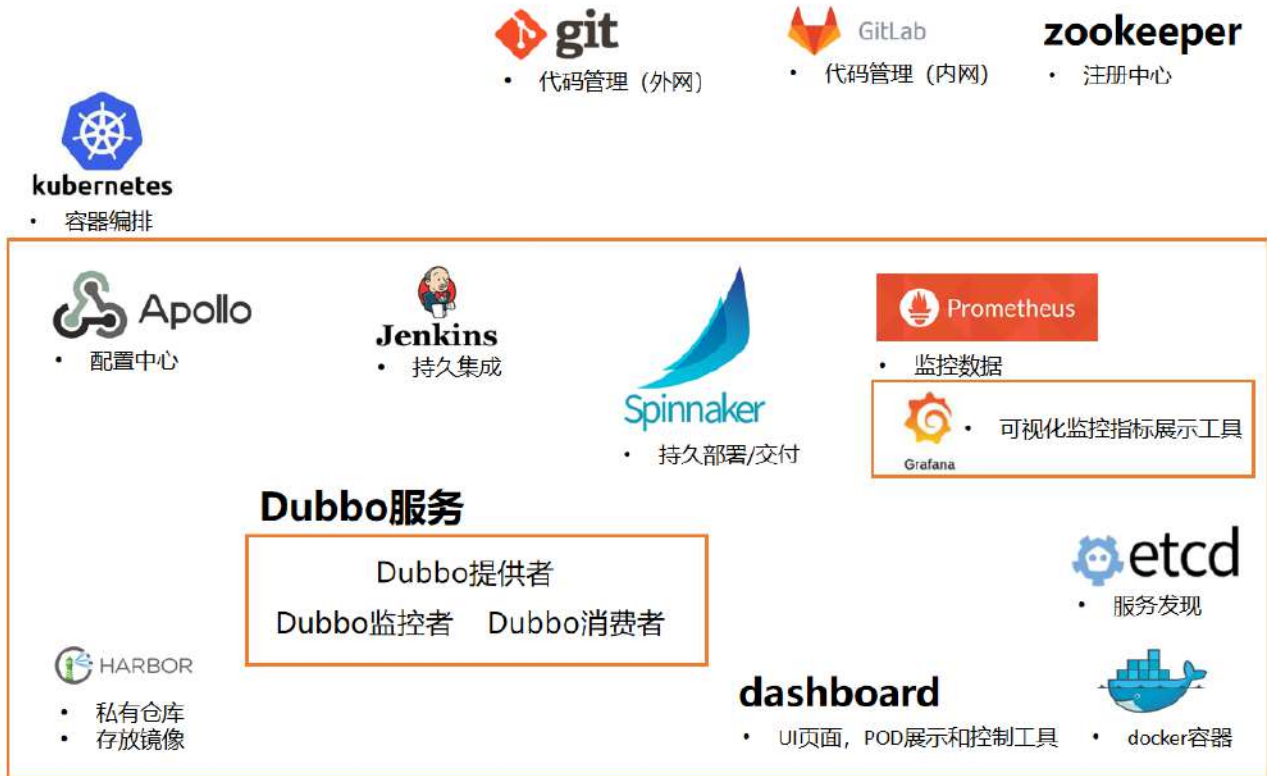 git
• 代码管理（外网）
GitLab
• 代码管理（内网）
zookeeper
• 注册中心
kubernetes
• 容器编排
Apollo
• 配置中心
Jenkins
• 持久集成
Spinnaker
• 持久部署/交付
Prometheus
• 监控数据
Grafana
• 可视化监控指标展示工具
Dubbo服务
Dubbo提供者
Dubbo监控者 Dubbo消费者
etcd
• 服务发现
HARBOR
• 私有仓库
• 存放镜像
dashboard
• UI页面，POD展示和控制工具
• docker容器